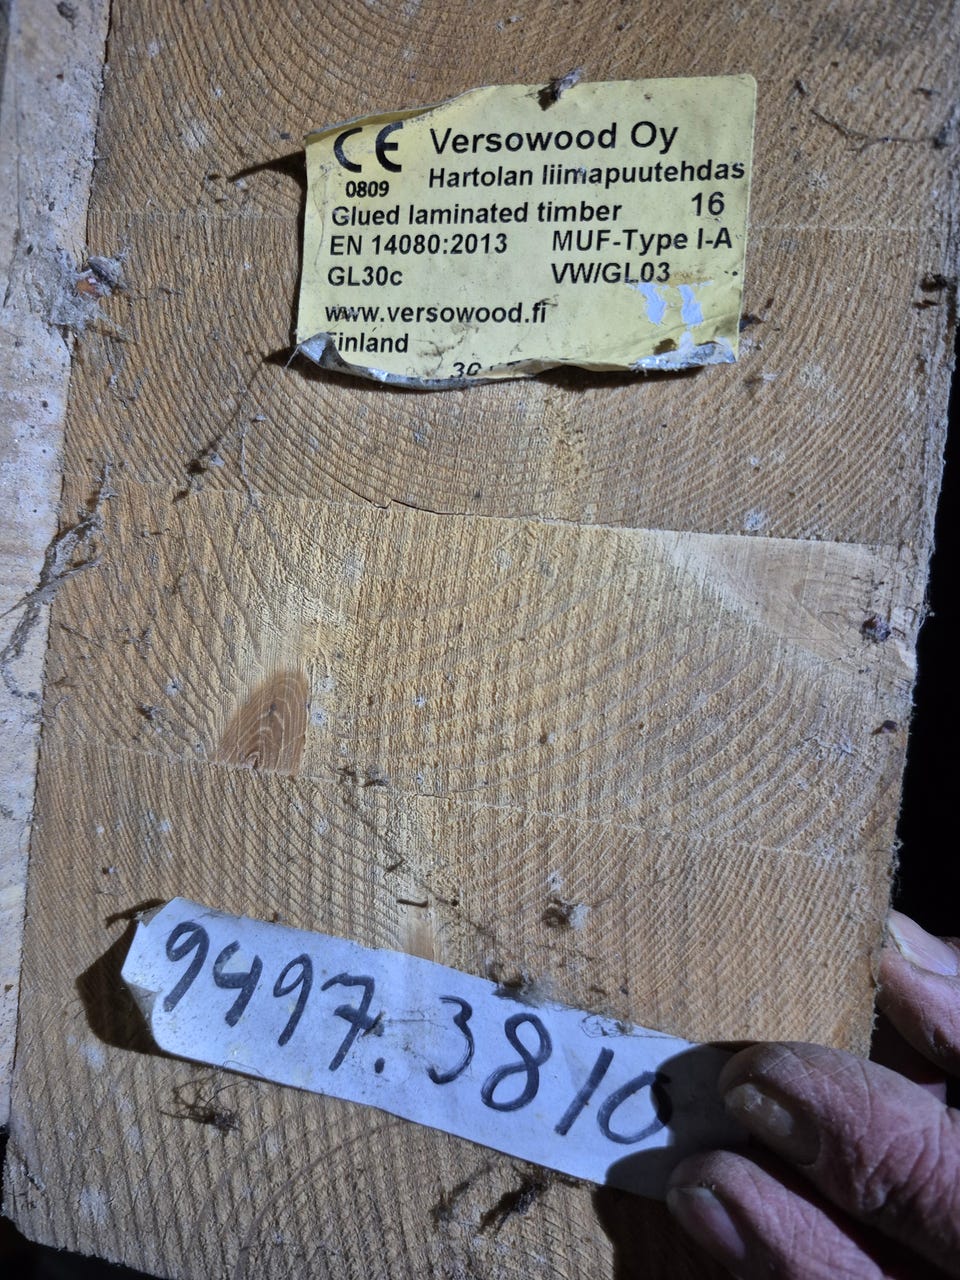 CE Versowood Oy
0809 Hartolan liimapuutehdas
Glued laminated timber 16
EN 14080:2013 MUF-Type I-A
GL30c VW/GL03
www.versowood.fi
Finland
9497.3810